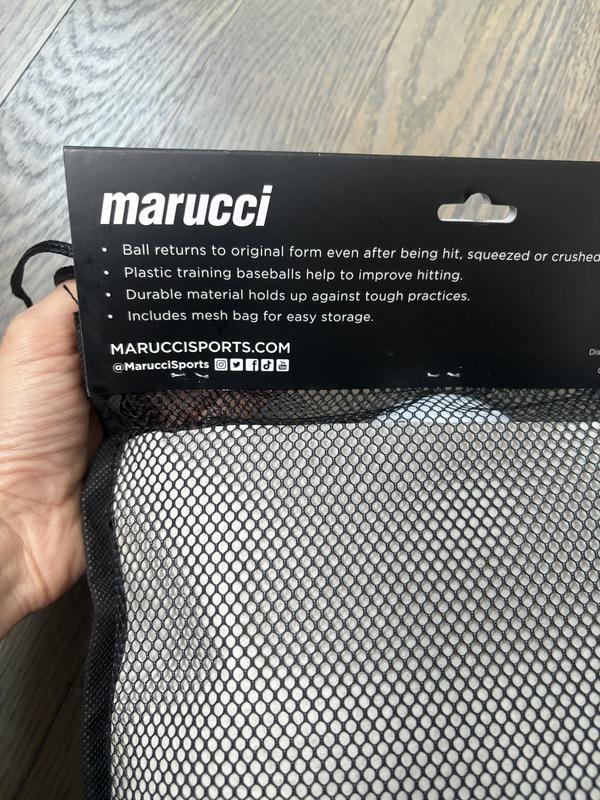 marucci
• Ball returns to original form even after being hit, squeezed or crushed
• Plastic training baseballs help to improve hitting.
• Durable material holds up against tough practices.
• Includes mesh bag for easy storage.
MARUCCISPORTS.COM
@MarucciSports